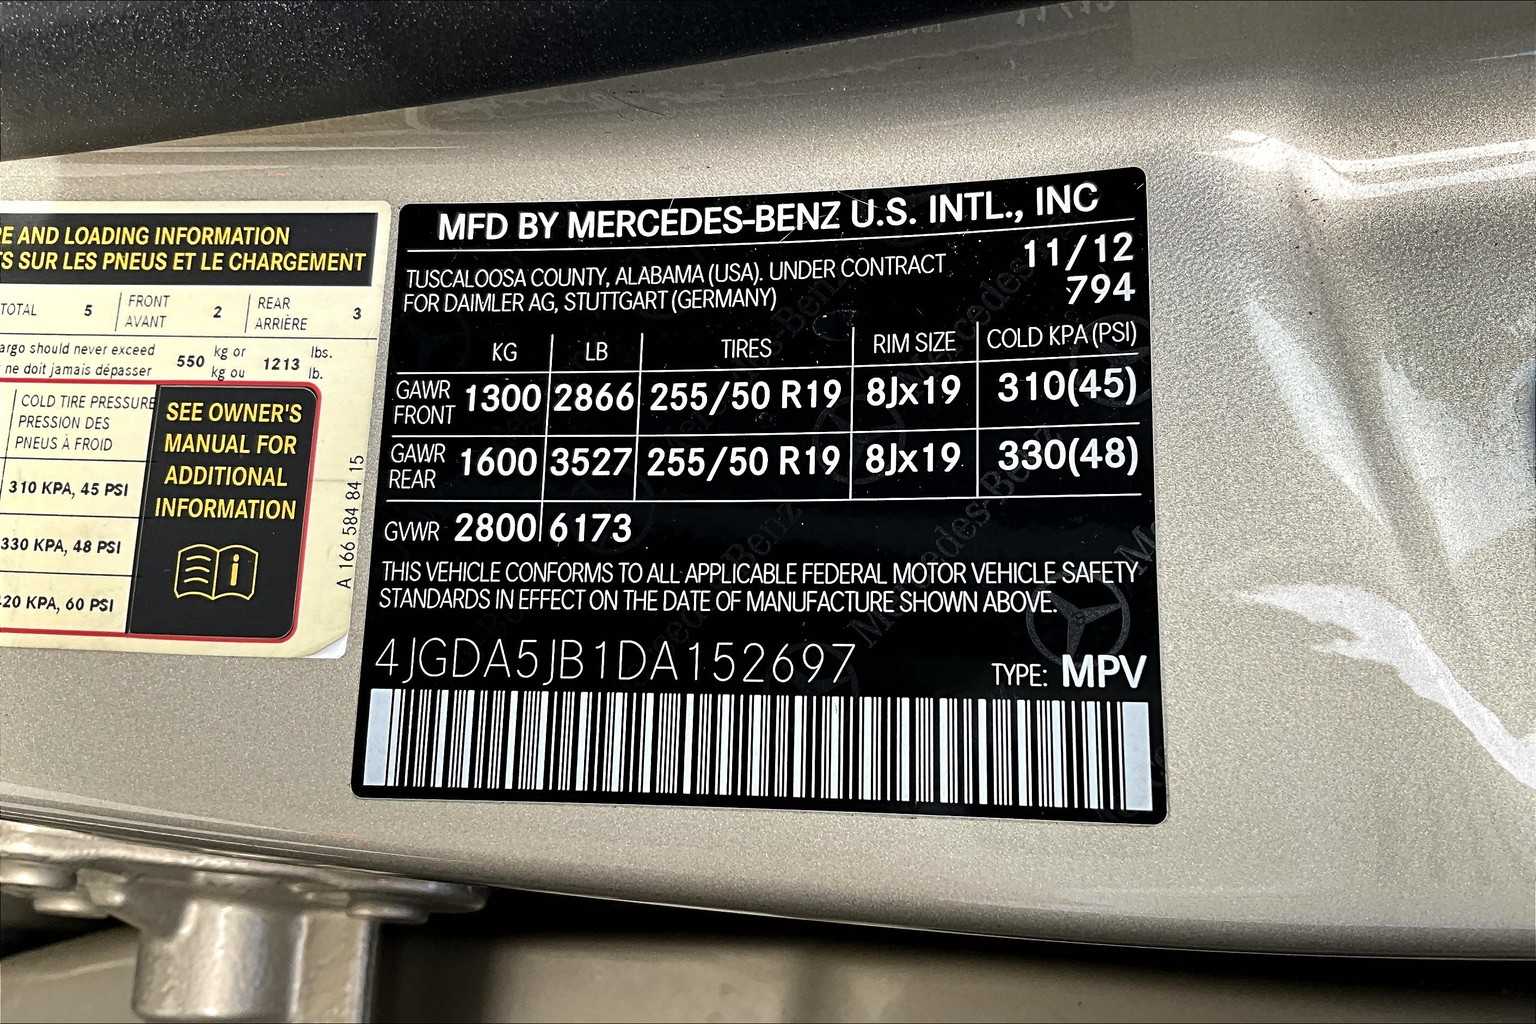 RE AND LOADING INFORMATION
TS SUR LES PNEUS ET LE CHARGEMENT
TOTAL 5 FRONT AVANT 2 REAR ARRIÈRE 3
argo should never exceed 550 kg or 1213 lbs.
ne doit jamais dépasser kg ou lb.
COLD TIRE PRESSURE
PRESSION DES
PNEUS À FROID
310 KPA, 45 PSI
330 KPA, 48 PSI
420 KPA, 60 PSI
SEE OWNER'S
MANUAL FOR
ADDITIONAL
INFORMATION
A 166 584 84 15
MFD BY MERCEDES-BENZ U.S. INTL., INC
TUSCALOOSA COUNTY, ALABAMA (USA). UNDER CONTRACT
FOR DAIMLER AG, STUTTGART (GERMANY)
11/12
794
KG LB TIRES RIM SIZE COLD KPA (PSI)
GAWR FRONT 1300 2866 255/50 R19 8Jx19 310(45)
GAWR REAR 1600 3527 255/50 R19 8Jx19 330(48)
GVWR 2800 6173
THIS VEHICLE CONFORMS TO ALL APPLICABLE FEDERAL MOTOR VEHICLE SAFETY
STANDARDS IN EFFECT ON THE DATE OF MANUFACTURE SHOWN ABOVE.
4JGDA5JB1DA152697
TYPE: MPV